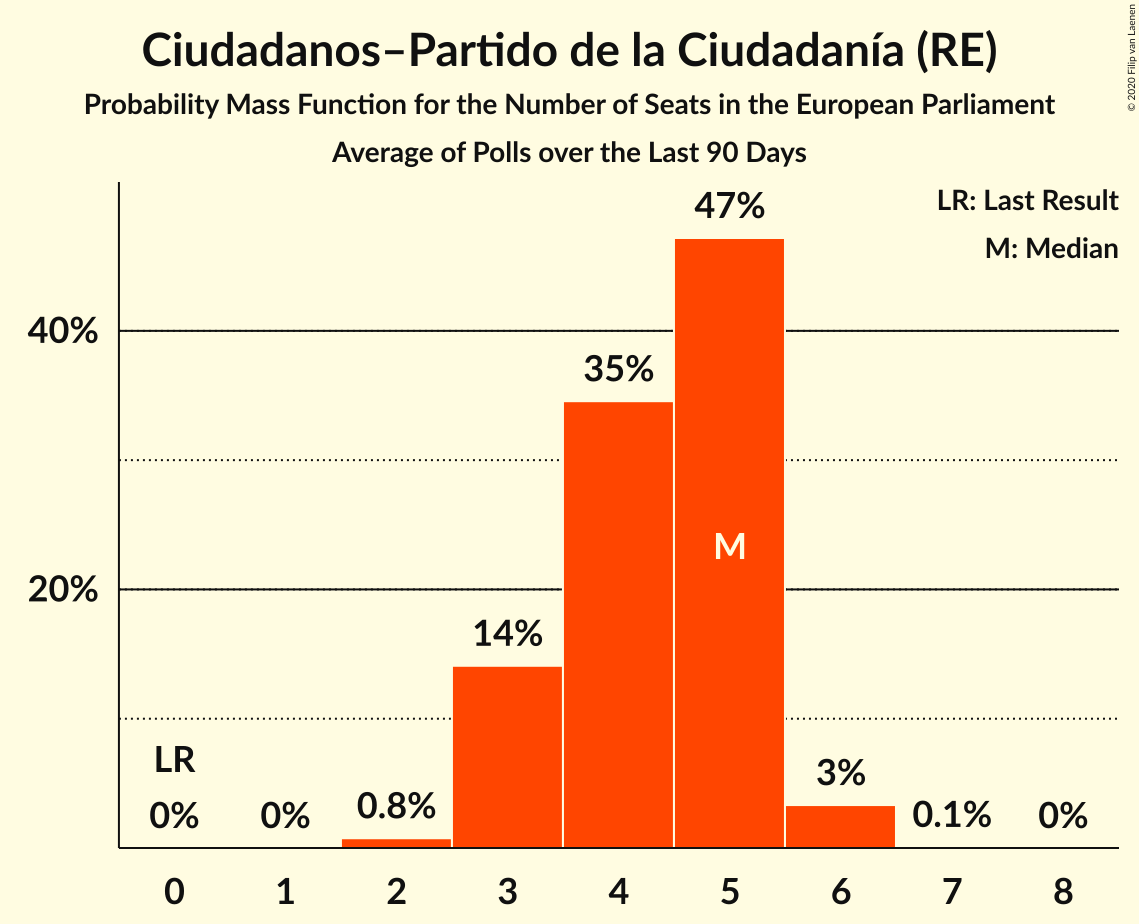 Ciudadanos–Partido de la Ciudadanía (RE)
Probability Mass Function for the Number of Seats in the European Parliament
Average of Polls over the Last 90 Days
© 2020 Filip van Laenen
LR: Last Result
M: Median
47%
40%
35%
M
20%
14%
LR
0%
0%
0.8%
3%
0.1%
0%
0 1 2 3 4 5 6 7 8